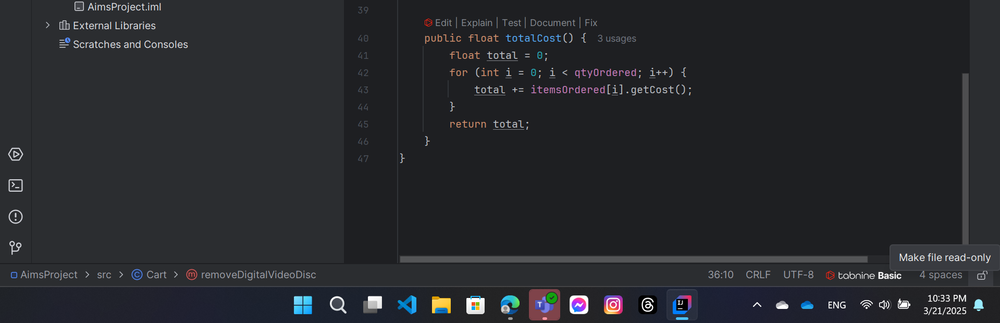 AimsProject.iml
External Libraries
Scratches and Consoles
39
Edit | Explain | Test | Document | Fix
40 public float totalCost() { 3 usages
41 float total = 0;
42 for (int i = 0; i < qtyOrdered; i++) {
43 total += itemsOrdered[i].getCost();
44 }
45 return total;
46 }
47 }
Make file read-only
AimsProject > src > C Cart > m removeDigitalVideoDisc
36:10 CRLF UTF-8 tabnine Basic 4 spaces
T
IJ
ENG
10:33 PM
3/21/2025